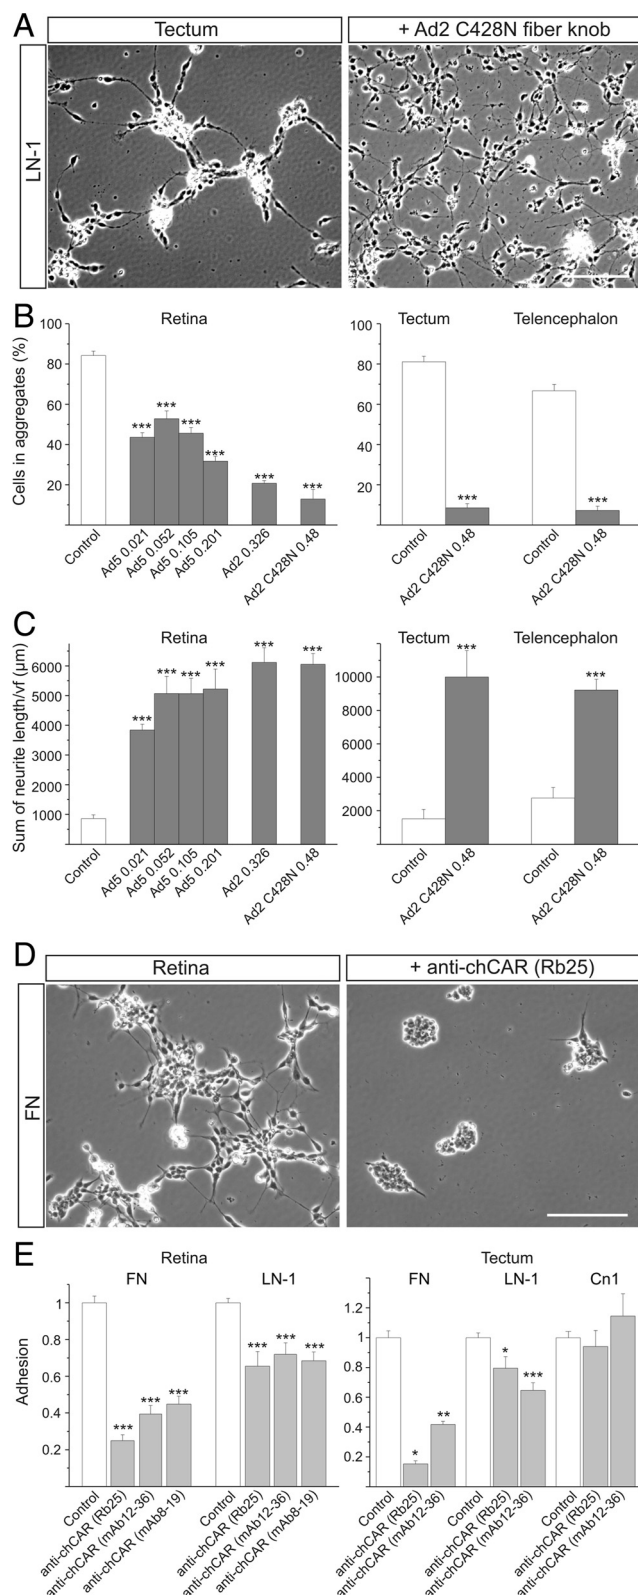 A
Tectum
+ Ad2 C428N fiber knob
LN-1
B
Retina
Tectum
Telencephalon
Cells in aggregates (%)
100
80
60
40
20
100
80
60
40
20
***
***
***
***
***
***
***
***
Control
Ad5 0.021
Ad5 0.052
Ad5 0.105
Ad5 0.201
Ad2 0.326
Ad2 C428N 0.48
Control
Ad2 C428N 0.48
Control
Ad2 C428N 0.48
C
Retina
Tectum
Telencephalon
Sum of neurite length/vf (µm)
6000
5000
4000
3000
2000
1000
10000
8000
6000
4000
2000
***
***
***
***
***
***
***
***
Control
Ad5 0.021
Ad5 0.052
Ad5 0.105
Ad5 0.201
Ad2 0.326
Ad2 C428N 0.48
Control
Ad2 C428N 0.48
Control
Ad2 C428N 0.48
D
Retina
+ anti-chCAR (Rb25)
FN
E
Retina
Tectum
FN
LN-1
FN
LN-1
Cn1
Adhesion
1
0.8
0.6
0.4
0.2
1.2
1
0.8
0.6
0.4
0.2
***
***
***
***
***
***
*
**
*
***
Control
anti-chCAR (Rb25)
anti-chCAR (mAb12-36)
anti-chCAR (mAb8-19)
Control
anti-chCAR (Rb25)
anti-chCAR (mAb12-36)
anti-chCAR (mAb8-19)
Control
anti-chCAR (Rb25)
anti-chCAR (mAb12-36)
Control
anti-chCAR (Rb25)
anti-chCAR (mAb12-36)
Control
anti-chCAR (Rb25)
anti-chCAR (mAb12-36)